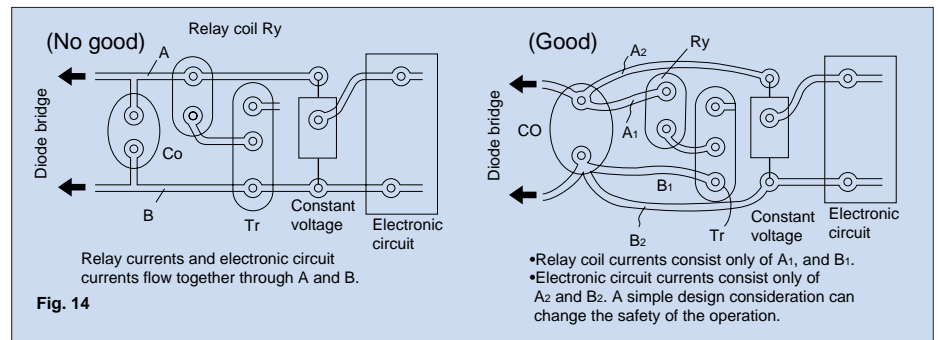 (No good)
Relay coil Ry
A
Diode bridge
Co
B
Tr
Constant
voltage
Electronic
circuit
Relay currents and electronic circuit
currents flow together through A and B.
Fig. 14
(Good)
A2
Ry
Diode bridge
CO
A1
B1
B2
Tr
Constant
voltage
Electronic
circuit
•Relay coil currents consist only of A1, and B1.
•Electronic circuit currents consist only of
A2 and B2. A simple design consideration can
change the safety of the operation.